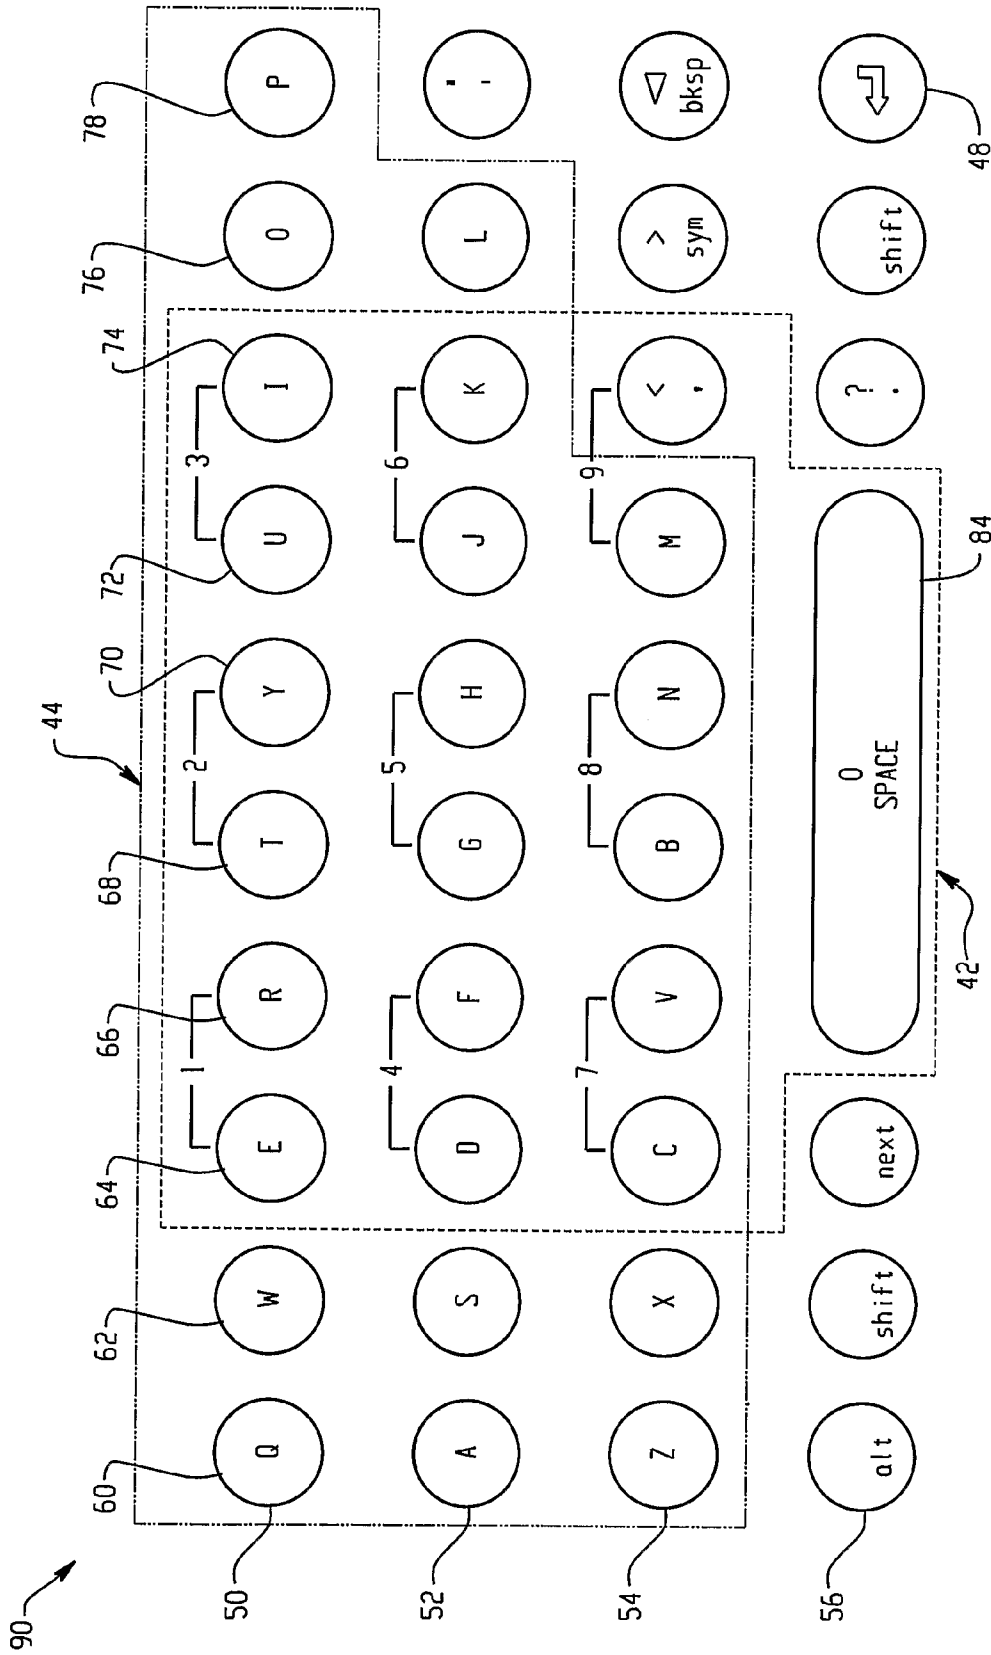 90
44
60 62 64 66 68 70 72 74 76 78
1 2 3
50 Q W E R T Y U I O P
4 5 6
52 A S D F G H J K L ' -
7 8 9
54 Z X C V B N M < , > sym bksp
56 alt shift next 0 SPACE ? . shift
42 84 48